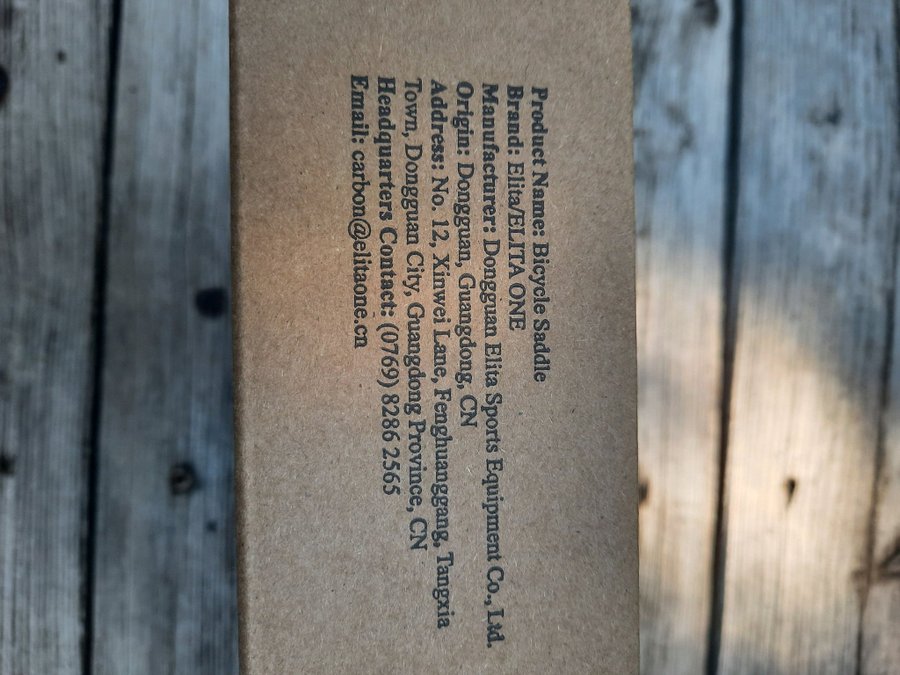 Product Name: Bicycle Saddle
Brand: Elita/ELITA ONE
Manufacturer: Dongguan Elita Sports Equipment Co., Ltd.
Origin: Dongguan, Guangdong, CN
Address: No. 12, Xinwei Lane, Fenghuanggang, Tangxia
Town, Dongguan City, Guangdong Province, CN
Headquarters Contact: (0769) 8286 2565
Email: carbon@elitaone.cn